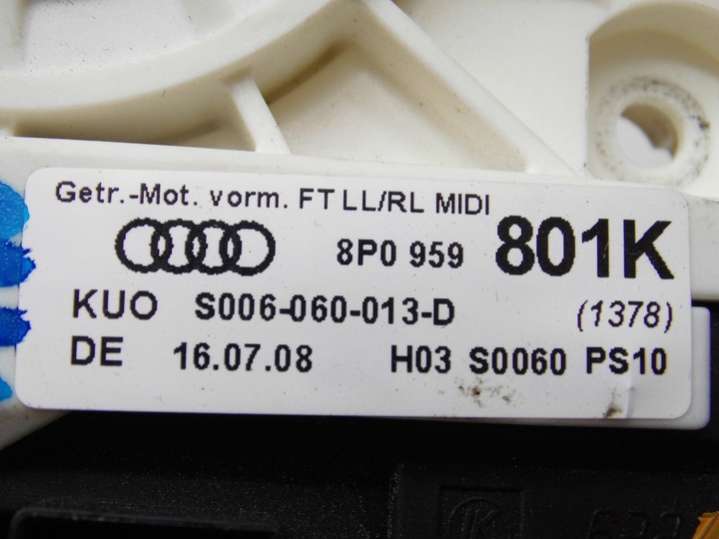 Getr.-Mot. vorm. FT LL/RL MIDI
8P0 959 801K
KUO S006-060-013-D (1378)
DE 16.07.08 H03 S0060 PS10